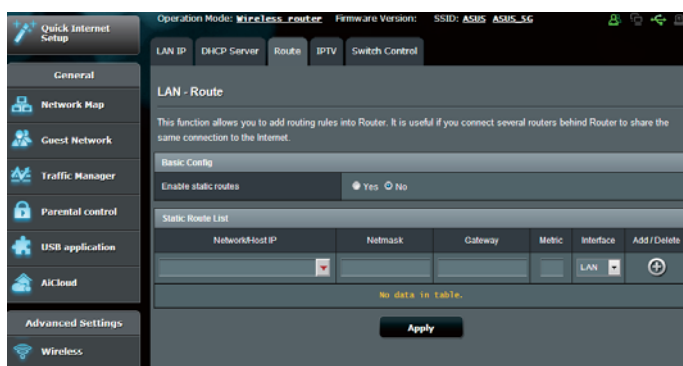 Quick Internet
Setup
Operation Mode: Wireless router Firmware Version: SSID: ASUS ASUS_5G
LAN IP DHCP Server Route IPTV Switch Control
General
Network Map
Guest Network
Traffic Manager
Parental control
USB application
AiCloud
Advanced Settings
Wireless
LAN - Route
This function allows you to add routing rules into Router. It is useful if you connect several routers behind Router to share the
same connection to the Internet.
Basic Config
Enable static routes Yes No
Static Route List
Network/Host IP Netmask Gateway Metric Interface Add / Delete
LAN
No data in table.
Apply